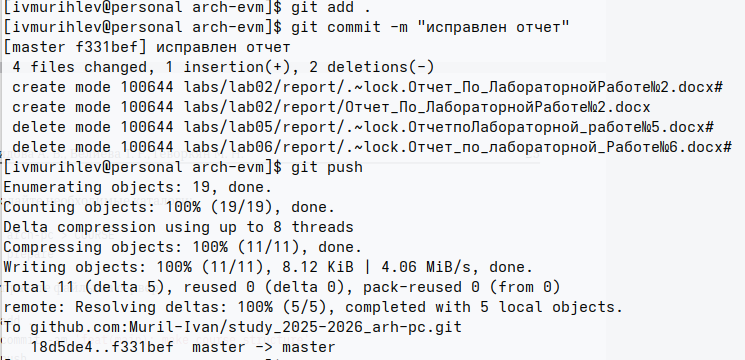 [ivmurihlev@personal arch-evm]$ git add .
[ivmurihlev@personal arch-evm]$ git commit -m "исправлен отчет"
[master f331bef] исправлен отчет
4 files changed, 1 insertion(+), 2 deletions(-)
create mode 100644 labs/lab02/report/.~lock.Отчет_По_ЛабораторнойРаботе№2.docx#
create mode 100644 labs/lab02/report/Отчет_По_ЛабораторнойРаботе№2.docx
delete mode 100644 labs/lab05/report/.~lock.ОтчетпоЛабораторной_работе№5.docx#
delete mode 100644 labs/lab06/report/.~lock.Отчет_по_лабораторной_Работе№6.docx#
[ivmurihlev@personal arch-evm]$ git push
Enumerating objects: 19, done.
Counting objects: 100% (19/19), done.
Delta compression using up to 8 threads
Compressing objects: 100% (11/11), done.
Writing objects: 100% (11/11), 8.12 KiB | 4.06 MiB/s, done.
Total 11 (delta 5), reused 0 (delta 0), pack-reused 0 (from 0)
remote: Resolving deltas: 100% (5/5), completed with 5 local objects.
To github.com:Muril-Ivan/study_2025-2026_arh-pc.git
18d5de4..f331bef  master -> master